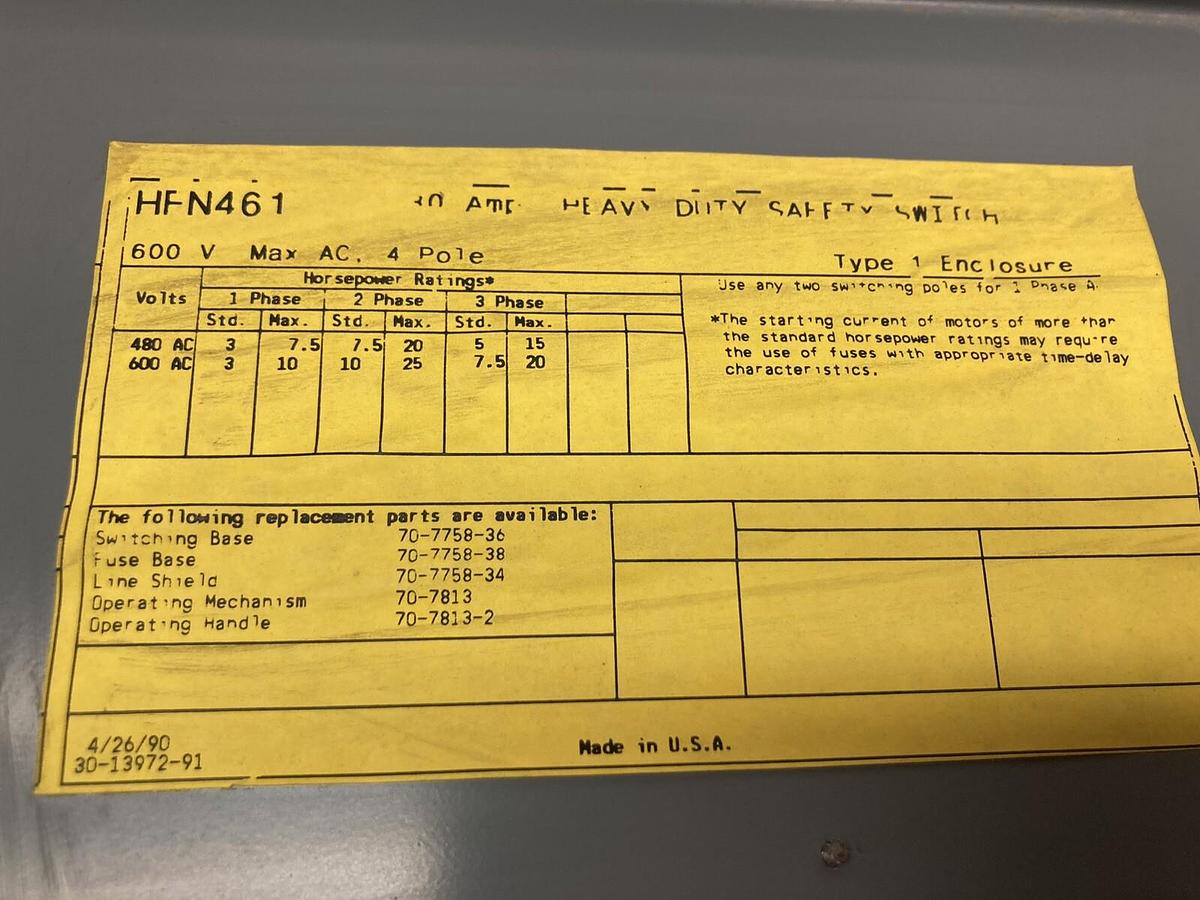 HFN461 30 AMP. HEAVY DUTY SAFETY SWITCH
600 V Max AC, 4 Pole
Type 1 Enclosure
Volts Horsepower Ratings*
1 Phase 2 Phase 3 Phase
Std. Max. Std. Max. Std. Max.
480 AC 3 7.5 7.5 20 5 15
600 AC 3 10 10 25 7.5 20
Use any two switching poles for 1 Phase A.
*The starting current of motors of more than
the standard horsepower ratings may require
the use of fuses with appropriate time-delay
characteristics.
The following replacement parts are available:
Switching Base 70-7758-36
Fuse Base 70-7758-38
Line Shield 70-7758-34
Operating Mechanism 70-7813
Operating Handle 70-7813-2
4/26/90
30-13972-91
Made in U.S.A.